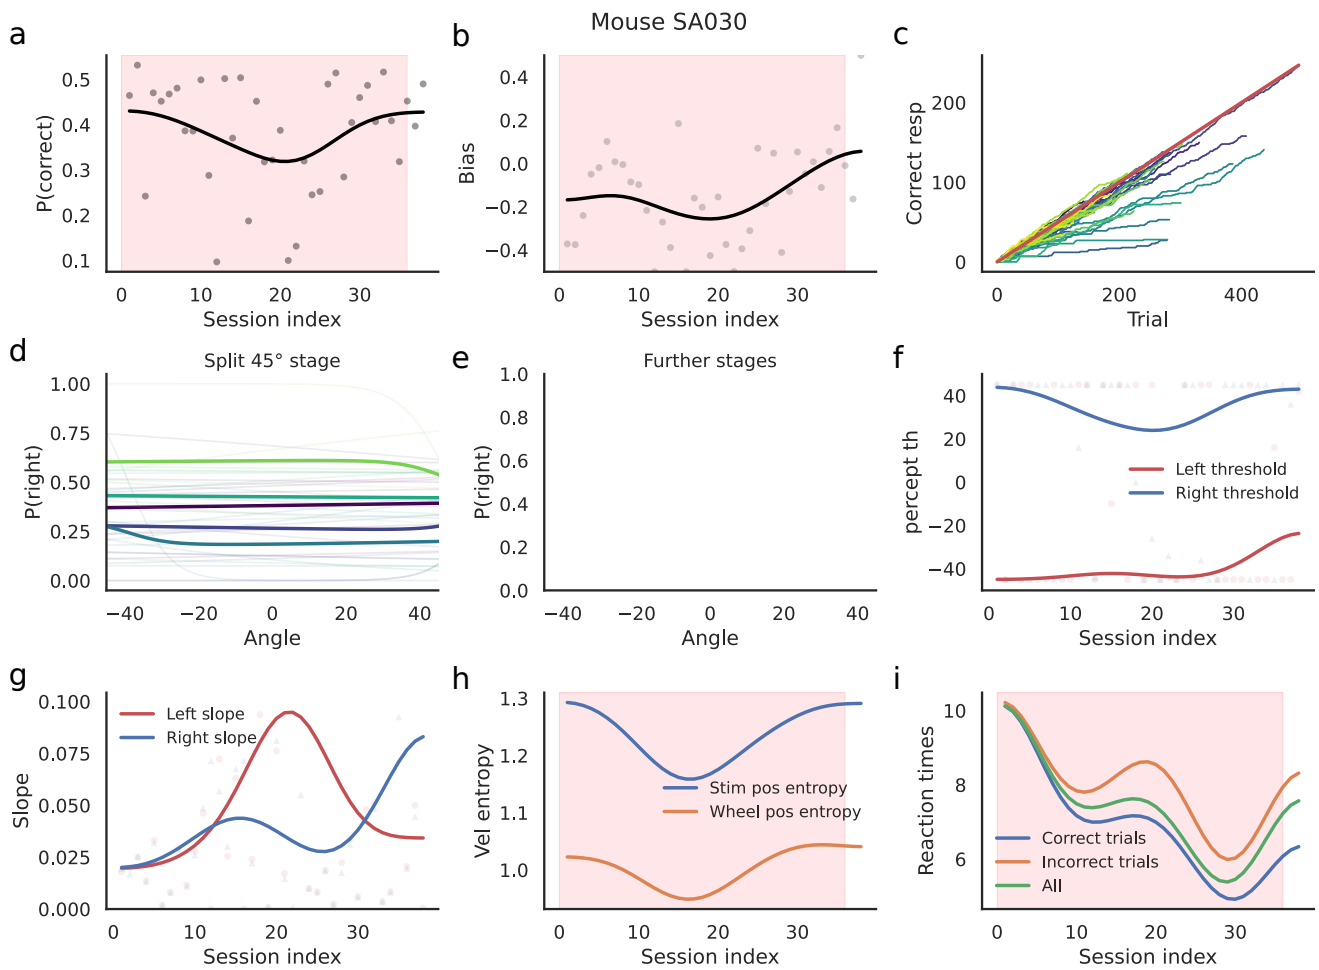 Mouse SA030
a
P(correct)
0.5
0.4
0.3
0.2
0.1
0
10
20
30
Session index
b
Bias
0.4
0.2
0.0
−0.2
−0.4
0
10
20
30
Session index
c
Correct resp
200
100
0
0
200
400
Trial
d
Split 45° stage
P(right)
1.00
0.75
0.50
0.25
0.00
−40
−20
0
20
40
Angle
e
Further stages
P(right)
1.0
0.8
0.6
0.4
0.2
0.0
−40
−20
0
20
40
Angle
f
percept th
40
20
0
−20
−40
Left threshold
Right threshold
0
10
20
30
Session index
g
Slope
0.100
0.075
0.050
0.025
0.000
Left slope
Right slope
0
10
20
30
Session index
h
Vel entropy
1.3
1.2
1.1
1.0
Stim pos entropy
Wheel pos entropy
0
10
20
30
Session index
i
Reaction times
10
8
6
Correct trials
Incorrect trials
All
0
10
20
30
Session index